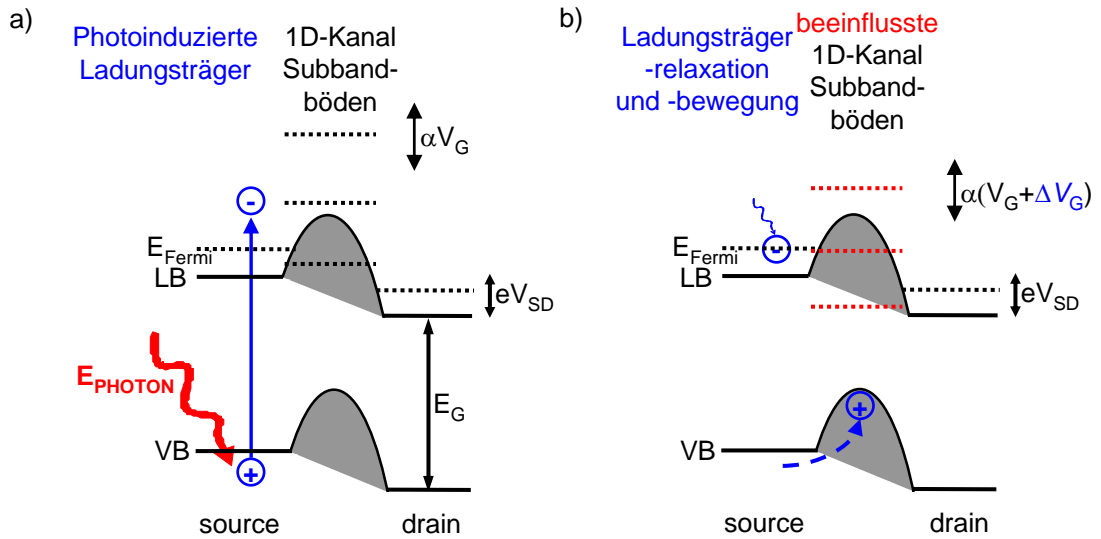 a)
Photoinduzierte
Ladungsträger
1D-Kanal
Subband-
böden
αV_G
-
E_Fermi
LB
eV_SD
E_PHOTON
E_G
VB
+
source
drain
b)
Ladungsträger
-relaxation
und -bewegung
beeinflusste
1D-Kanal
Subband-
böden
α(V_G+ΔV_G)
E_Fermi
-
LB
eV_SD
+
VB
source
drain